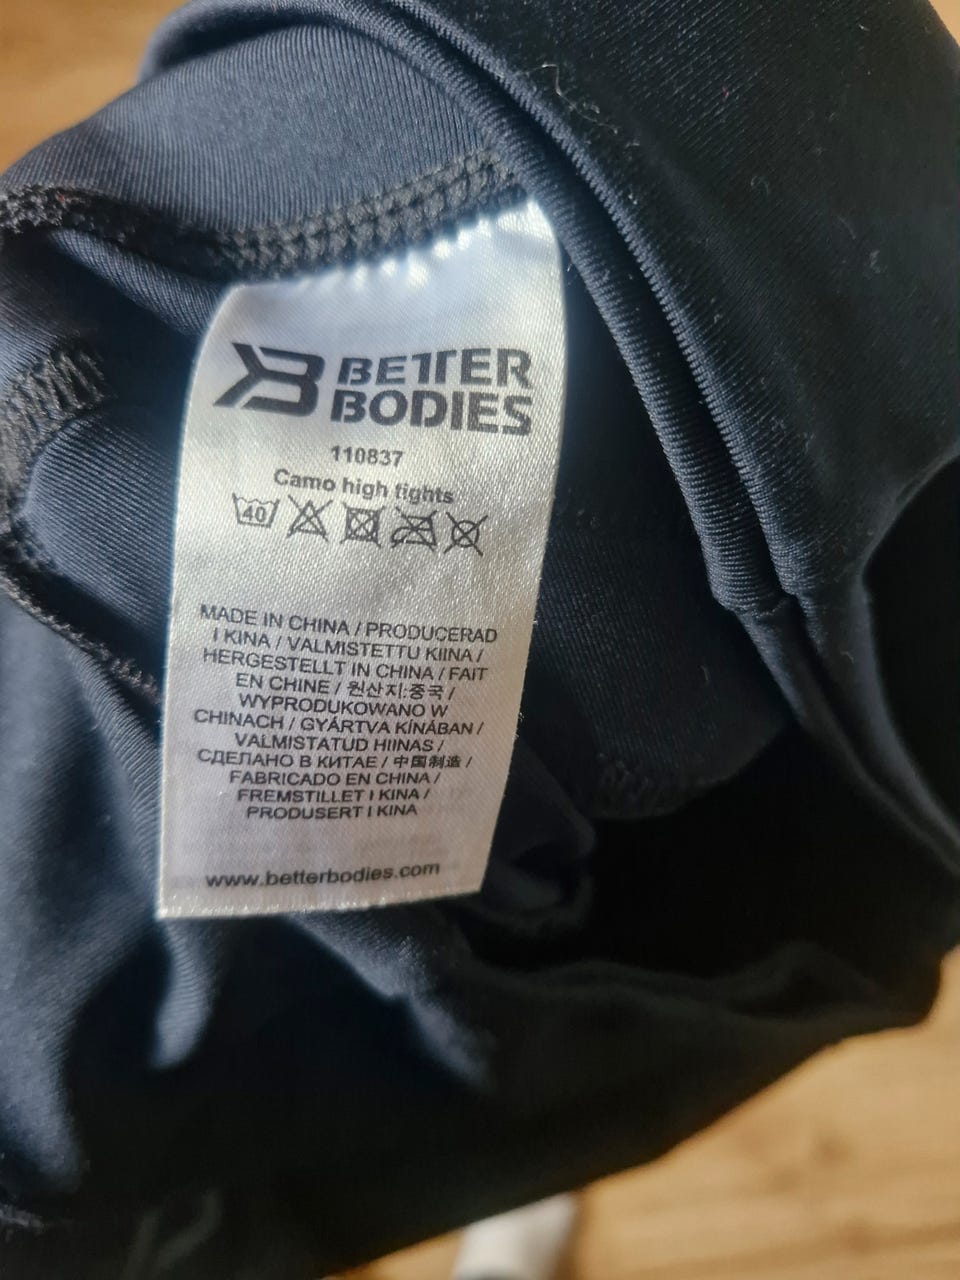 BETTER
BODIES
110837
Camo high tights
40
MADE IN CHINA / PRODUCERAD
I KINA / VALMISTETTU KIINA /
HERGESTELLT IN CHINA / FAIT
EN CHINE / 원산지:중국 /
WYPRODUKOWANO W
CHINACH / GYÁRTVA KÍNÁBAN /
VALMISTATUD HIINAS /
СДЕЛАНО В КИТАЕ / 中国制造 /
FABRICADO EN CHINA /
FREMSTILLET I KINA /
PRODUSERT I KINA
www.betterbodies.com